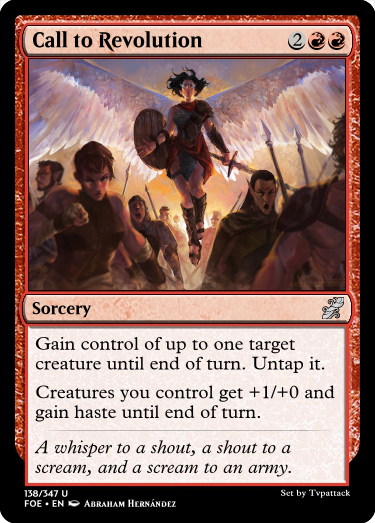 Call to Revolution 2
Sorcery
Gain control of up to one target
creature until end of turn. Untap it.
Creatures you control get +1/+0 and
gain haste until end of turn.
A whisper to a shout, a shout to a
scream, and a scream to an army.
138/347 U
FOE • EN Abraham Hernández
Set by Tvpattack